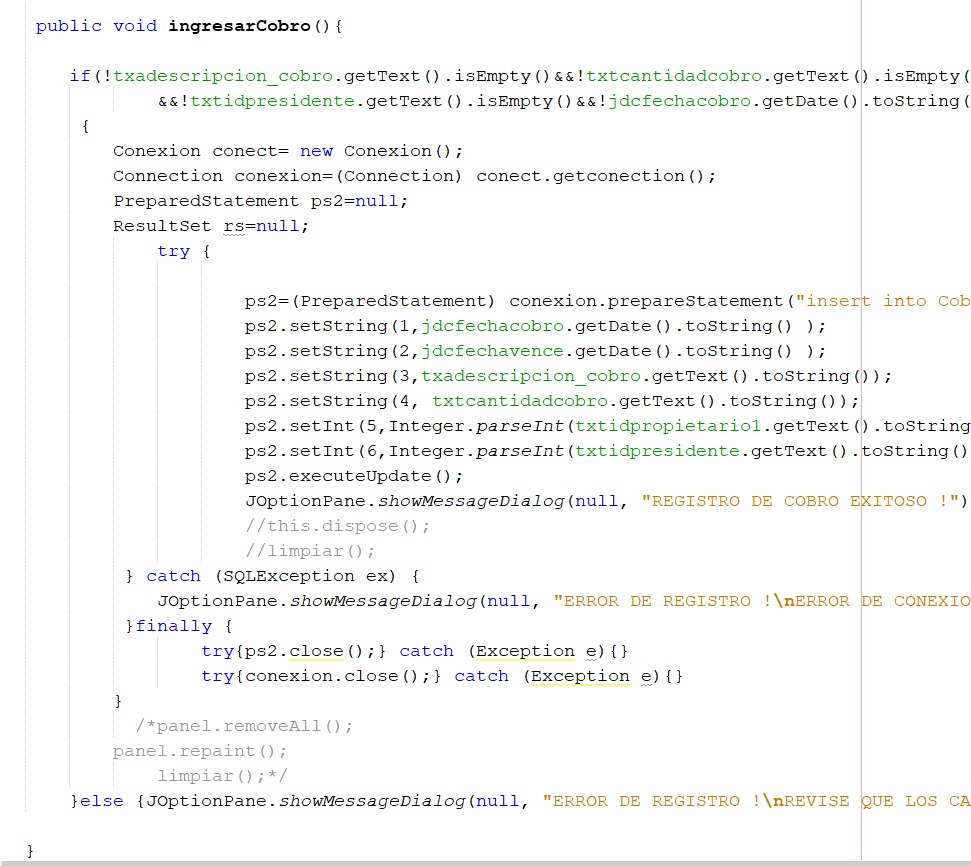 public void ingresarCobro(){
if(!txadescripcion_cobro.getText().isEmpty()&&!txtcantidadcobro.getText().isEmpty(
&&!txtidpresidente.getText().isEmpty()&&!jdcfechacobro.getDate().toString(
{
Conexion conect= new Conexion();
Connection conexion=(Connection) conect.getconection();
PreparedStatement ps2=null;
ResultSet rs=null;
try {
ps2=(PreparedStatement) conexion.prepareStatement("insert into Cob
ps2.setString(1,jdcfechacobro.getDate().toString() );
ps2.setString(2,jdcfechavence.getDate().toString() );
ps2.setString(3,txadescripcion_cobro.getText().toString());
ps2.setString(4, txtcantidadcobro.getText().toString());
ps2.setInt(5,Integer.parseInt(txtidpropietario1.getText().toString
ps2.setInt(6,Integer.parseInt(txtidpresidente.getText().toString()
ps2.executeUpdate();
JOptionPane.showMessageDialog(null, "REGISTRO DE COBRO EXITOSO !")
//this.dispose();
//limpiar();
} catch (SQLException ex) {
JOptionPane.showMessageDialog(null, "ERROR DE REGISTRO !\nERROR DE CONEXIO
}finally {
try{ps2.close();} catch (Exception e){}
try{conexion.close();} catch (Exception e){}
}
/*panel.removeAll();
panel.repaint();
limpiar();*/
}else {JOptionPane.showMessageDialog(null, "ERROR DE REGISTRO !\nREVISE QUE LOS CA
}